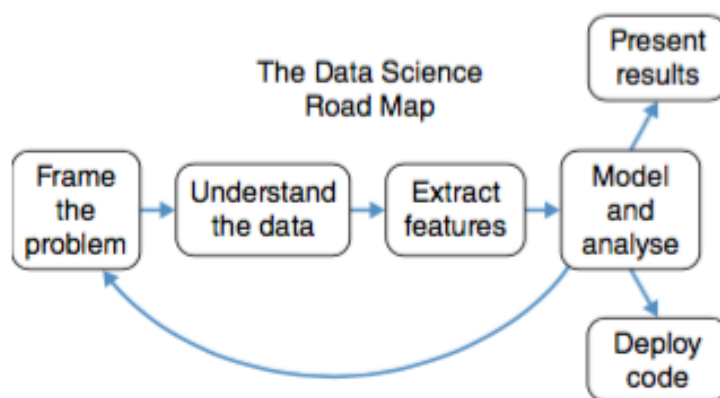 The Data Science
Road Map
Frame
the
problem
Understand
the data
Extract
features
Model
and
analyse
Present
results
Deploy
code